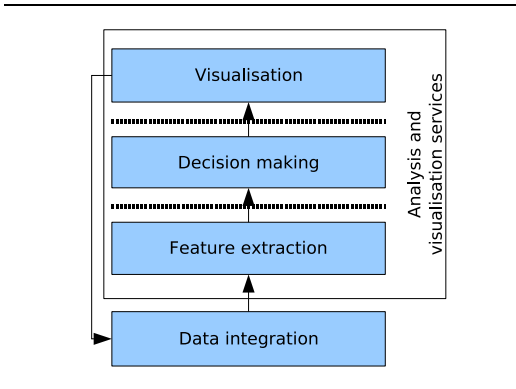 Visualisation
Decision making
Feature extraction
Data integration
Analysis and
visualisation services